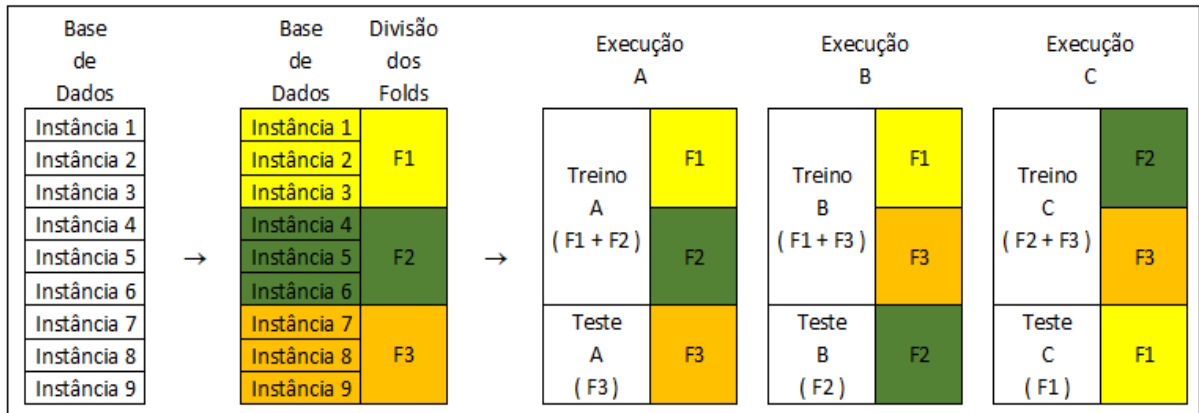 Base
de
Dados
Instância 1
Instância 2
Instância 3
Instância 4
Instância 5
Instância 6
Instância 7
Instância 8
Instância 9
→
Base
de
Dados
Instância 1
Instância 2
Instância 3
Instância 4
Instância 5
Instância 6
Instância 7
Instância 8
Instância 9
Divisão
dos
Folds
F1
F2
F3
→
Execução
A
Treino
A
( F1 + F2 )
F1
F2
Teste
A
( F3 )
F3
Execução
B
Treino
B
( F1 + F3 )
F1
F3
Teste
B
( F2 )
F2
Execução
C
Treino
C
( F2 + F3 )
F2
F3
Teste
C
( F1 )
F1